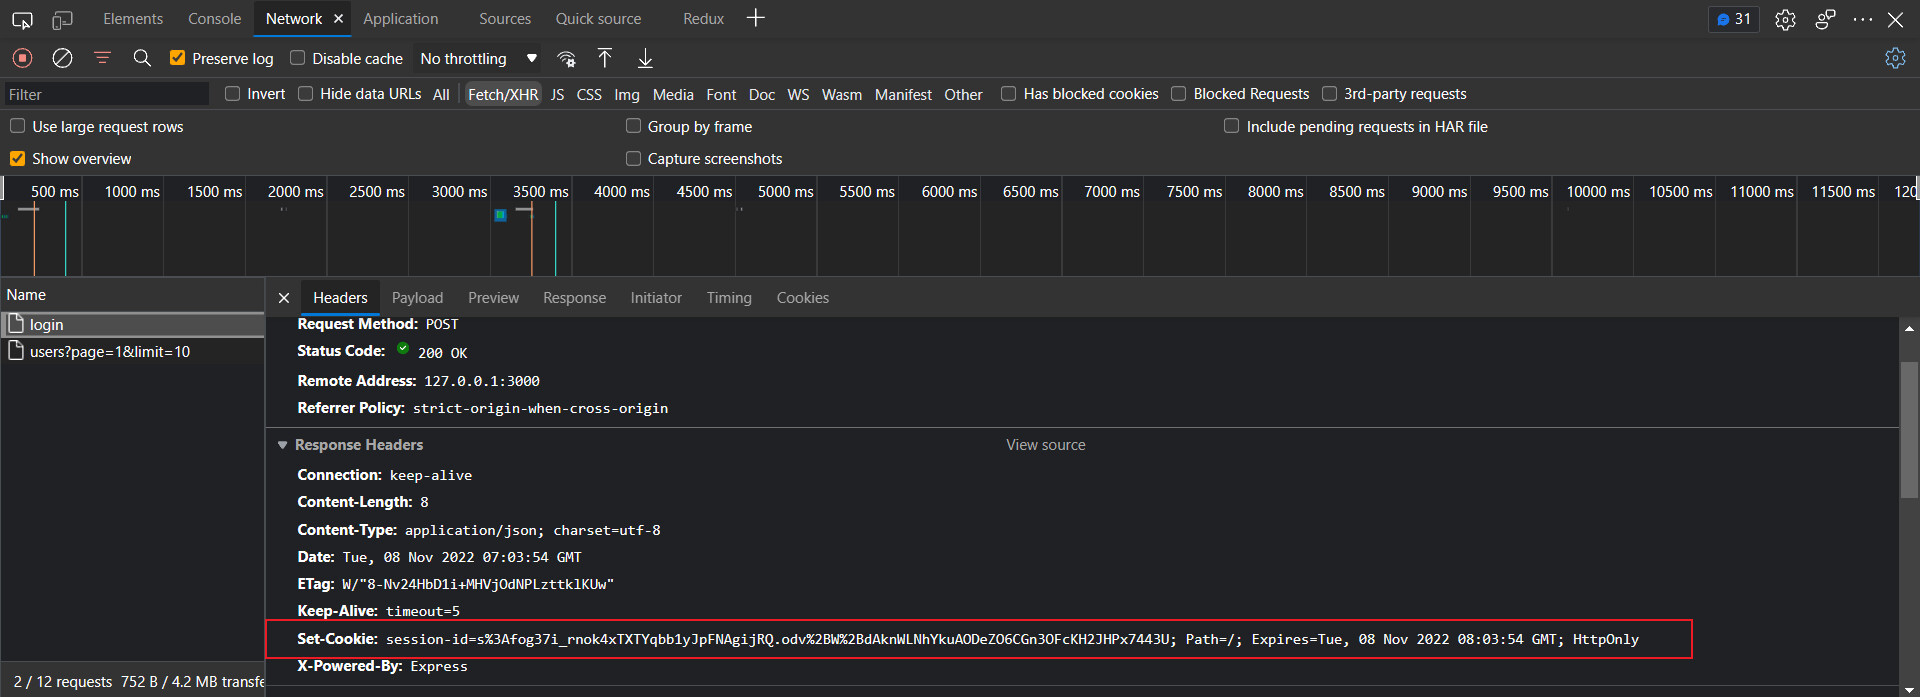 Elements Console Network × Application Sources Quick source Redux 31
Preserve log Disable cache No throttling
Filter Invert Hide data URLs All Fetch/XHR JS CSS Img Media Font Doc WS Wasm Manifest Other Has blocked cookies Blocked Requests 3rd-party requests
Use large request rows Group by frame Include pending requests in HAR file
Show overview Capture screenshots
500 ms 1000 ms 1500 ms 2000 ms 2500 ms 3000 ms 3500 ms 4000 ms 4500 ms 5000 ms 5500 ms 6000 ms 6500 ms 7000 ms 7500 ms 8000 ms 8500 ms 9000 ms 9500 ms 10000 ms 10500 ms 11000 ms 11500 ms 120
Name Headers Payload Preview Response Initiator Timing Cookies
login
users?page=1&limit=10
Request Method: POST
Status Code: 200 OK
Remote Address: 127.0.0.1:3000
Referrer Policy: strict-origin-when-cross-origin
Response Headers View source
Connection: keep-alive
Content-Length: 8
Content-Type: application/json; charset=utf-8
Date: Tue, 08 Nov 2022 07:03:54 GMT
ETag: W/"8-Nv24HbD1i+MHVjOdNPLzttklKUw"
Keep-Alive: timeout=5
Set-Cookie: session-id=s%3Afog37i_rnok4xTXTYqbb1yJpFNAgijRQ.odv%2BW%2BdAknWLNhYkuAODeZO6CGn3OFcKH2JHPx7443U; Path=/; Expires=Tue, 08 Nov 2022 08:03:54 GMT; HttpOnly
X-Powered-By: Express
2 / 12 requests 752 B / 4.2 MB transfe